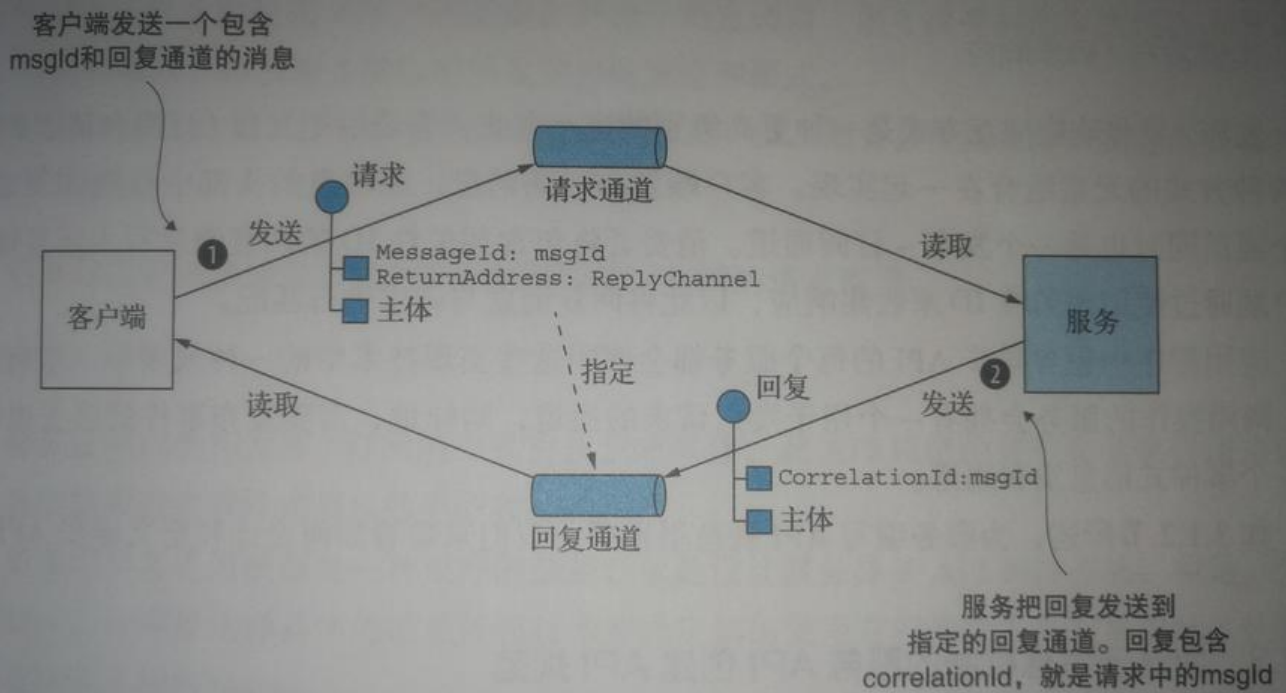 客户端发送一个包含
msgId和回复通道的消息
请求
请求通道
发送
1
MessageId: msgId
ReturnAddress: ReplyChannel
主体
读取
客户端
服务
指定
2
回复
发送
读取
CorrelationId:msgId
主体
回复通道
服务把回复发送到
指定的回复通道。回复包含
correlationId，就是请求中的msgId